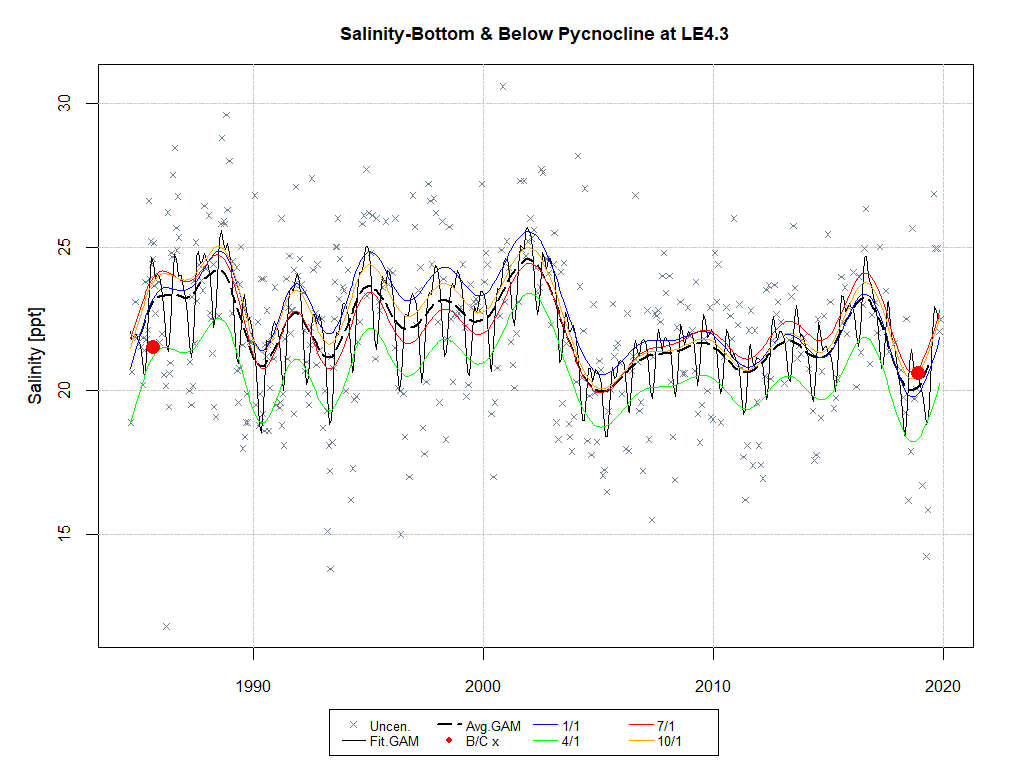 Salinity-Bottom & Below Pycnocline at LE4.3
Salinity [ppt]
30
25
20
15
1990 2000 2010 2020
Uncen. Avg.GAM 1/1 7/1
Fit.GAM B/C x 4/1 10/1